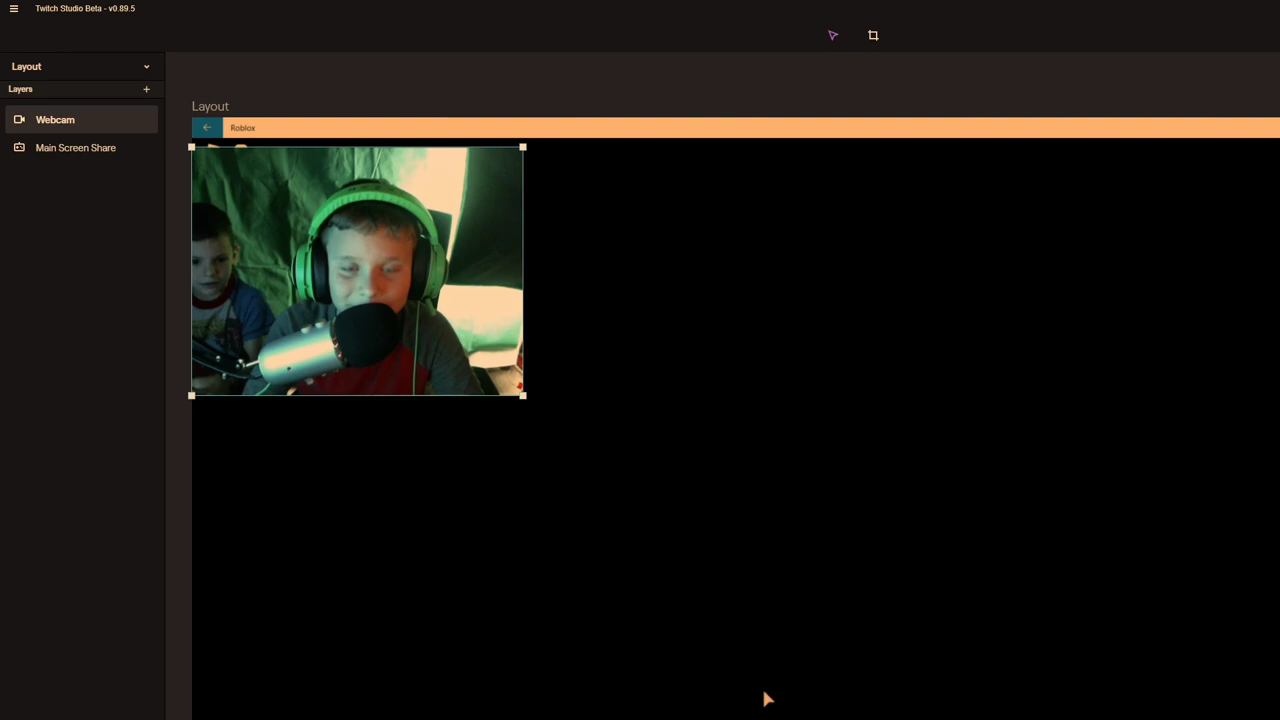 Twitch Studio Beta - v0.89.5
Layout
Layers
Webcam
Main Screen Share
Layout
Roblox